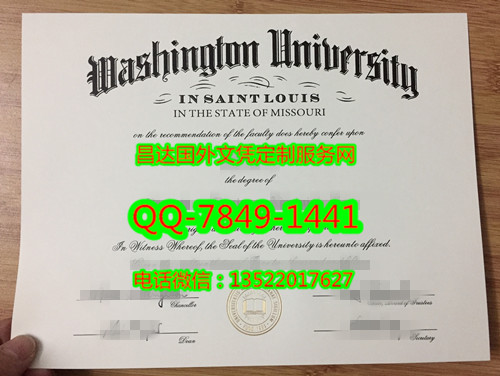 Washington University
IN SAINT LOUIS
IN THE STATE OF MISSOURI
on the recommendation of the faculty does hereby confer upon
昌达国外文凭定制服务网
the degree of
QQ-7849-1441
In Witness Whereof, the Seal of the University is hereunto affixed.
电话微信：13522017627
Chancellor
Trustees
Dean
Secretary